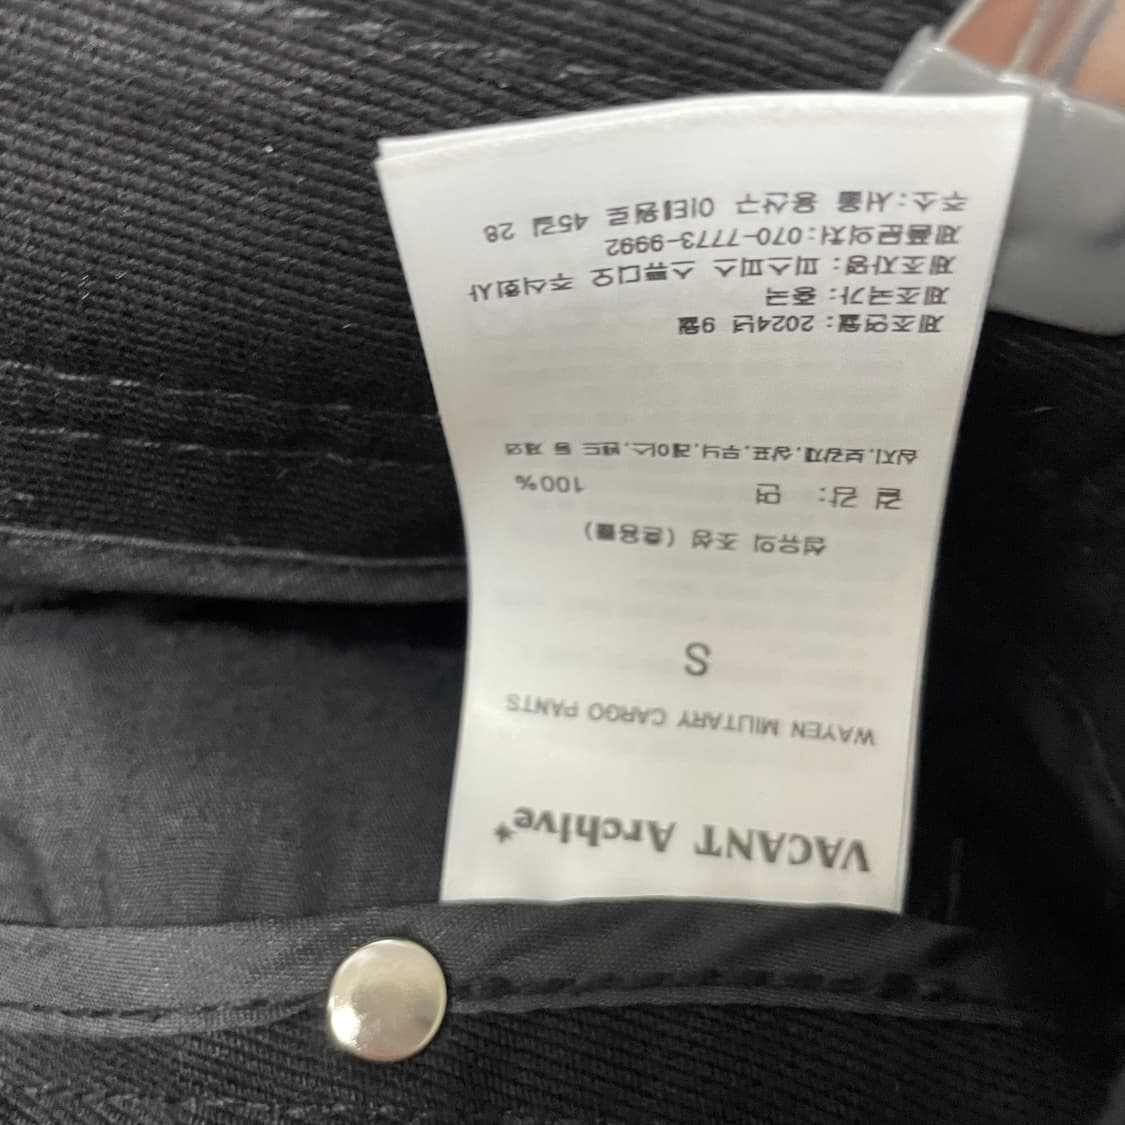 VACANT Archive
WAYEN MILITARY CARGO PANTS
S
섬유의 조성 (혼용률)
겉 감: 면 100%
심지,보강재,상표,무늬,레이스,밴드 등 제외
제조연월: 2024년 9월
제조국가: 중국
제조자명: 피스피스 스튜디오 주식회사
제품문의처:070-7773-9992
주소:서울 용산구 이태원로 45길 28